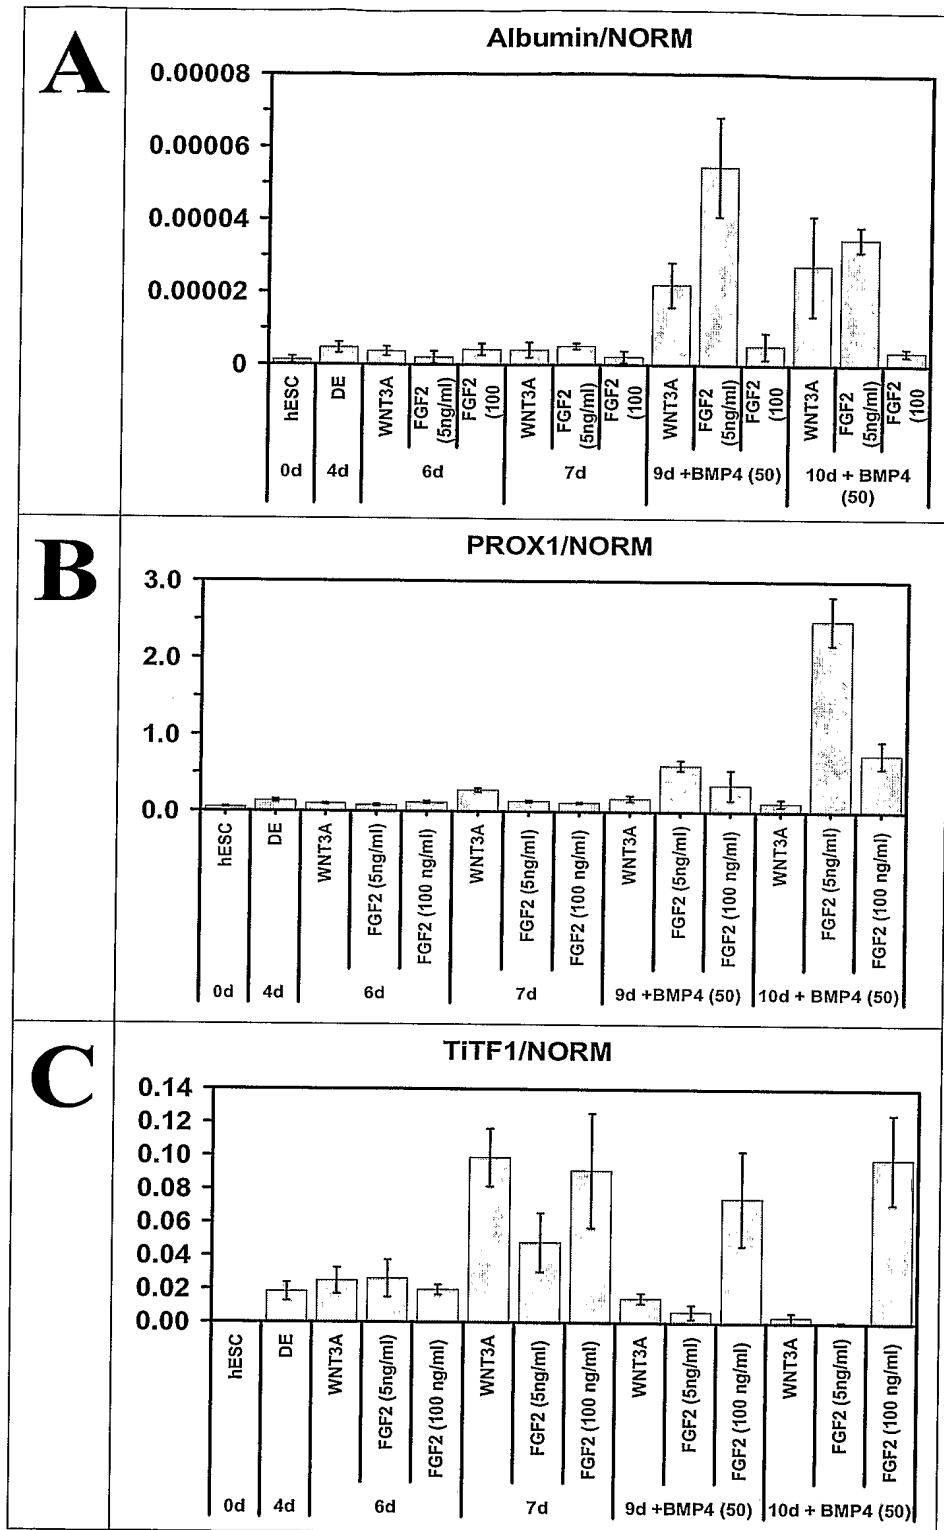 A
Albumin/NORM
0.00008
0.00006
0.00004
0.00002
0
hESC
DE
WNT3A
FGF2
(5ng/ml)
FGF2
(100
WNT3A
FGF2
(5ng/ml)
FGF2
(100
WNT3A
FGF2
(5ng/ml)
FGF2
(100
WNT3A
FGF2
(5ng/ml)
FGF2
(100
0d
4d
6d
7d
9d +BMP4 (50)
10d + BMP4
(50)
B
PROX1/NORM
3.0
2.0
1.0
0.0
hESC
DE
WNT3A
FGF2 (5ng/ml)
FGF2 (100 ng/ml)
WNT3A
FGF2 (5ng/ml)
FGF2 (100 ng/ml)
WNT3A
FGF2 (5ng/ml)
FGF2 (100 ng/ml)
WNT3A
FGF2 (5ng/ml)
FGF2 (100 ng/ml)
0d
4d
6d
7d
9d +BMP4 (50)
10d + BMP4 (50)
C
TiTF1/NORM
0.14
0.12
0.10
0.08
0.06
0.04
0.02
0.00
hESC
DE
WNT3A
FGF2 (5ng/ml)
FGF2 (100 ng/ml)
WNT3A
FGF2 (5ng/ml)
FGF2 (100 ng/ml)
WNT3A
FGF2 (5ng/ml)
FGF2 (100 ng/ml)
WNT3A
FGF2 (5ng/ml)
FGF2 (100 ng/ml)
0d
4d
6d
7d
9d +BMP4 (50)
10d + BMP4 (50)